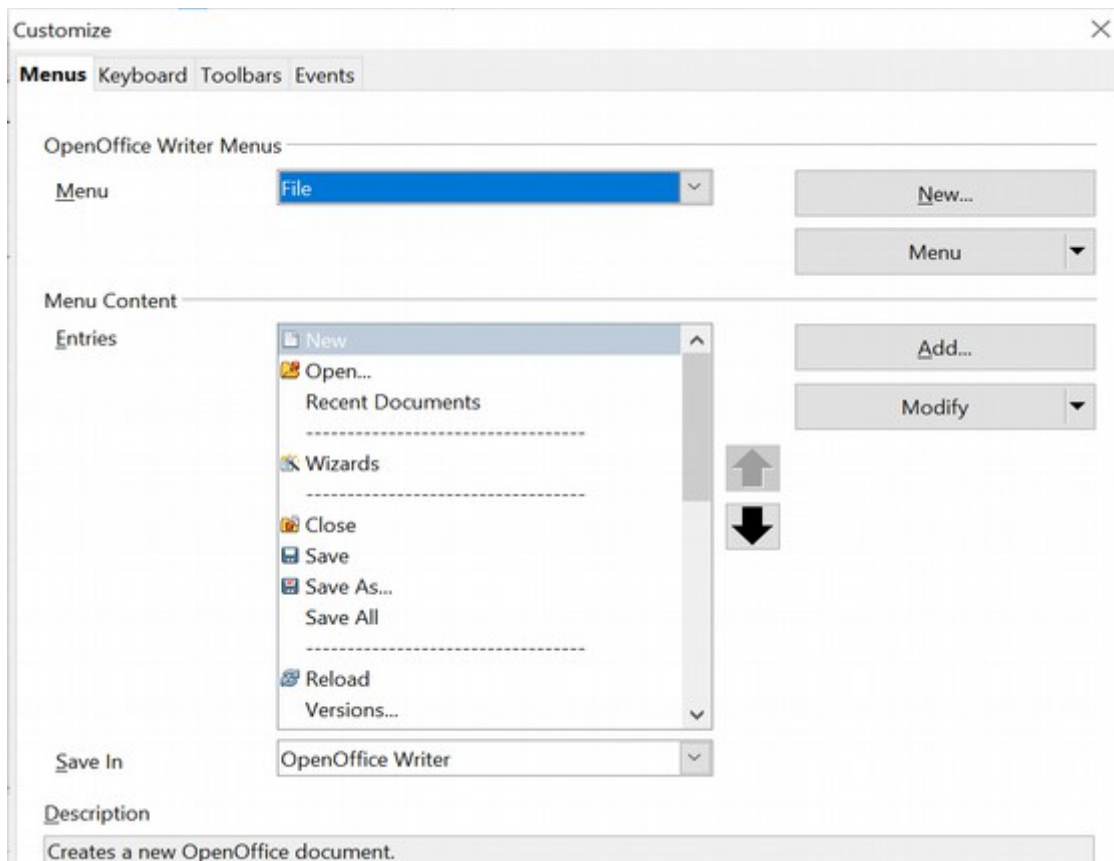 Customize
Menus Keyboard Toolbars Events
OpenOffice Writer Menus
Menu File New...
Menu
Menu Content
Entries New Add...
Open...
Recent Documents Modify
----------------------------------
Wizards
----------------------------------
Close
Save
Save As...
Save All
----------------------------------
Reload
Versions...
Save In OpenOffice Writer
Description
Creates a new OpenOffice document.